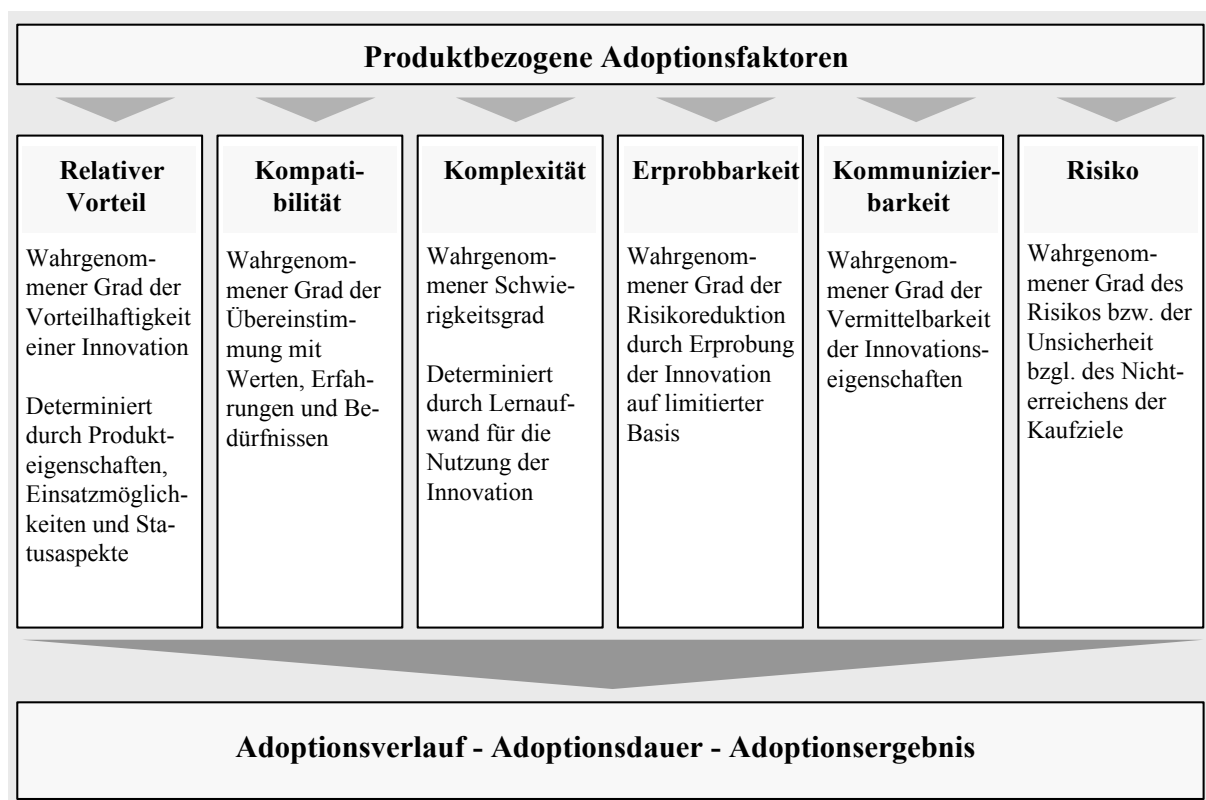 Produktbezogene Adoptionsfaktoren
Relativer
Vorteil
Wahrgenom-
mener Grad der
Vorteilhaftigkeit
einer Innovation
Determiniert
durch Produkt-
eigenschaften,
Einsatzmöglich-
keiten und Sta-
tusaspekte
Kompati-
bilität
Wahrgenom-
mener Grad der
Übereinstim-
mung mit
Werten, Erfah-
rungen und Be-
dürfnissen
Komplexität
Wahrgenom-
mener Schwie-
rigkeitsgrad
Determiniert
durch Lernauf-
wand für die
Nutzung der
Innovation
Erprobbarkeit
Wahrgenom-
mener Grad der
Risikoreduktion
durch Erprobung
der Innovation
auf limitierter
Basis
Kommunizier-
barkeit
Wahrgenom-
mener Grad der
Vermittelbarkeit
der Innovations-
eigenschaften
Risiko
Wahrgenom-
mener Grad des
Risikos bzw. der
Unsicherheit
bzgl. des Nicht-
erreichens der
Kaufziele
Adoptionsverlauf - Adoptionsdauer - Adoptionsergebnis